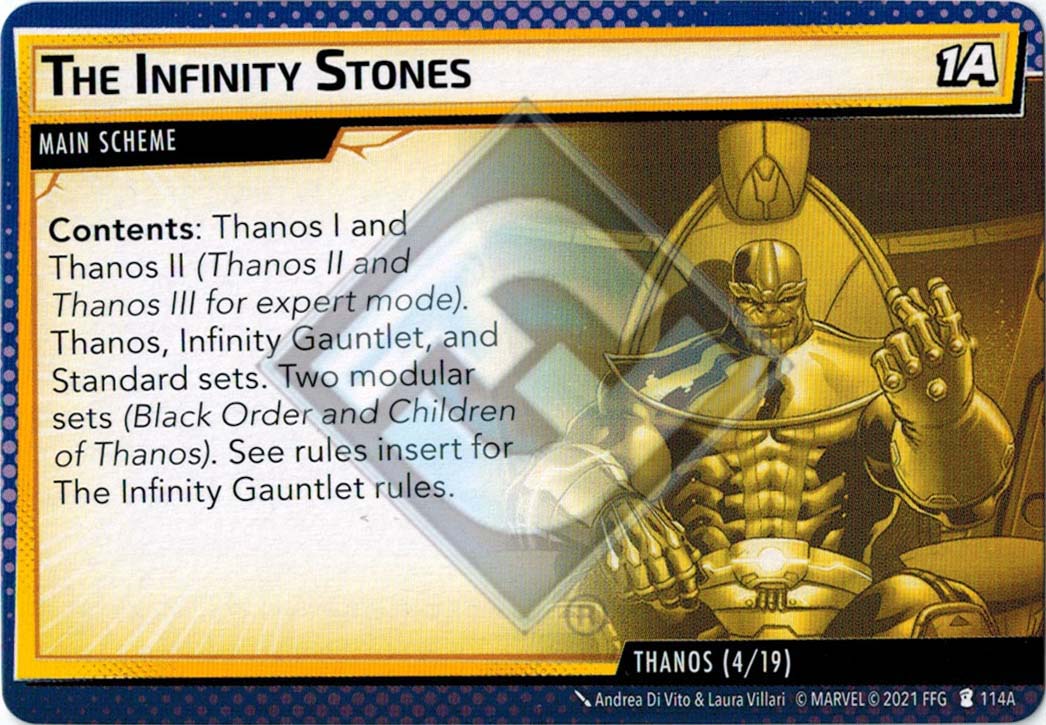 THE INFINITY STONES
1A
MAIN SCHEME
Contents: Thanos I and
Thanos II (Thanos II and
Thanos III for expert mode).
Thanos, Infinity Gauntlet, and
Standard sets. Two modular
sets (Black Order and Children
of Thanos). See rules insert for
The Infinity Gauntlet rules.
®
THANOS (4/19)
Andrea Di Vito & Laura Villari © MARVEL © 2021 FFG 114A